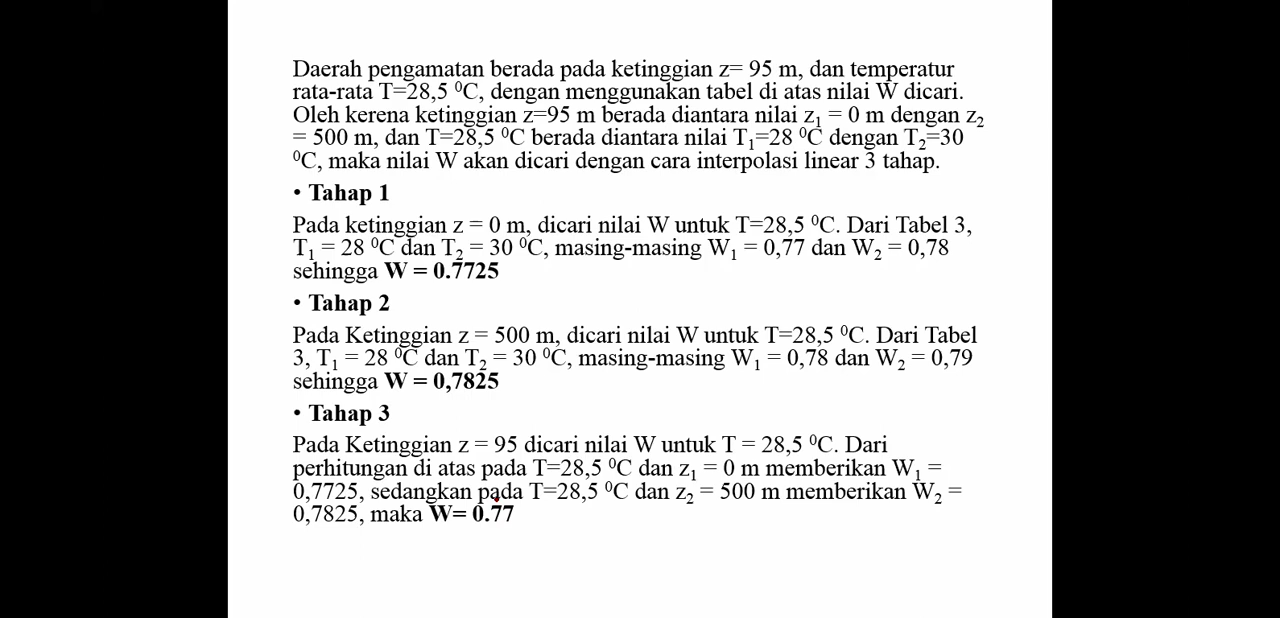 Daerah pengamatan berada pada ketinggian z= 95 m, dan temperatur
rata-rata T=28,5 ⁰C, dengan menggunakan tabel di atas nilai W dicari.
Oleh kerena ketinggian z=95 m berada diantara nilai z₁ = 0 m dengan z₂
= 500 m, dan T=28,5 ⁰C berada diantara nilai T₁=28 ⁰C dengan T₂=30
⁰C, maka nilai W akan dicari dengan cara interpolasi linear 3 tahap.
• Tahap 1
Pada ketinggian z = 0 m, dicari nilai W untuk T=28,5 ⁰C. Dari Tabel 3,
T₁ = 28 ⁰C dan T₂ = 30 ⁰C, masing-masing W₁ = 0,77 dan W₂ = 0,78
sehingga W = 0.7725
• Tahap 2
Pada Ketinggian z = 500 m, dicari nilai W untuk T=28,5 ⁰C. Dari Tabel
3, T₁ = 28 ⁰C dan T₂ = 30 ⁰C, masing-masing W₁ = 0,78 dan W₂ = 0,79
sehingga W = 0,7825
• Tahap 3
Pada Ketinggian z = 95 dicari nilai W untuk T = 28,5 ⁰C. Dari
perhitungan di atas pada T=28,5 ⁰C dan z₁ = 0 m memberikan W₁ =
0,7725, sedangkan pada T=28,5 ⁰C dan z₂ = 500 m memberikan W₂ =
0,7825, maka W= 0.77